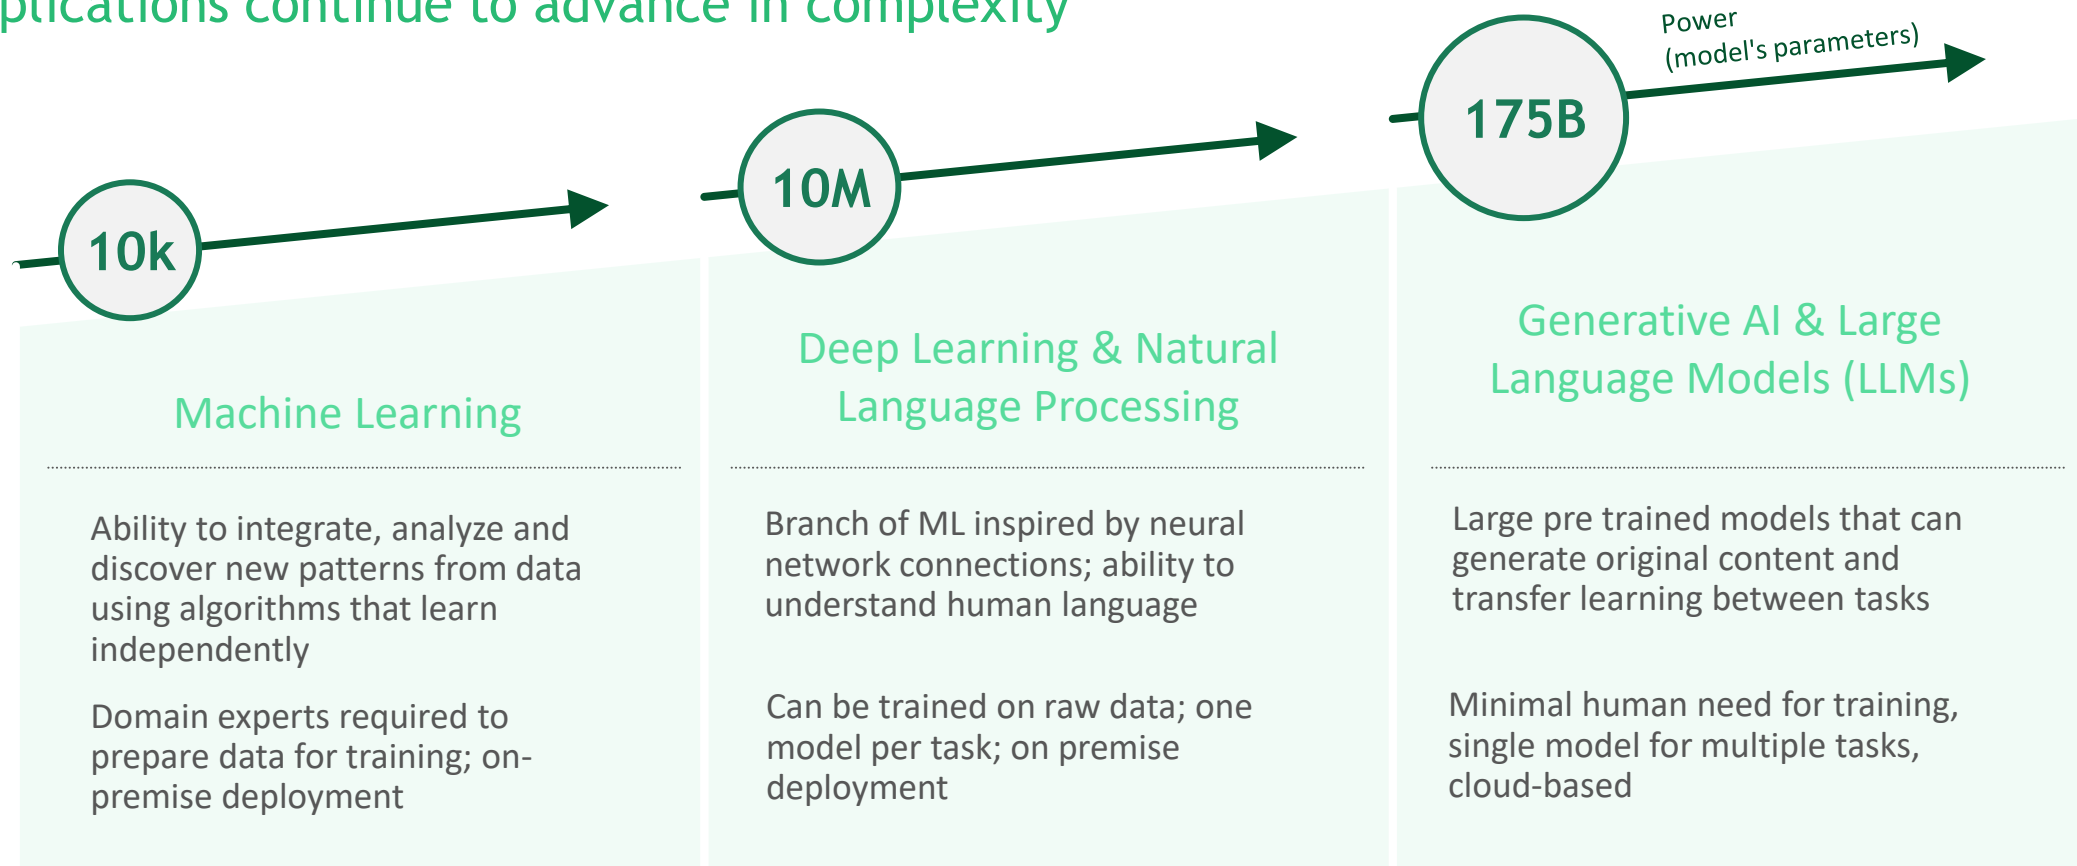 plications continue to advance in complexity
Power
(model's parameters)
10k
10M
175B
Machine Learning
Ability to integrate, analyze and
discover new patterns from data
using algorithms that learn
independently
Domain experts required to
prepare data for training; on-
premise deployment
Deep Learning & Natural
Language Processing
Branch of ML inspired by neural
network connections; ability to
understand human language
Can be trained on raw data; one
model per task; on premise
deployment
Generative AI & Large
Language Models (LLMs)
Large pre trained models that can
generate original content and
transfer learning between tasks
Minimal human need for training,
single model for multiple tasks,
cloud-based